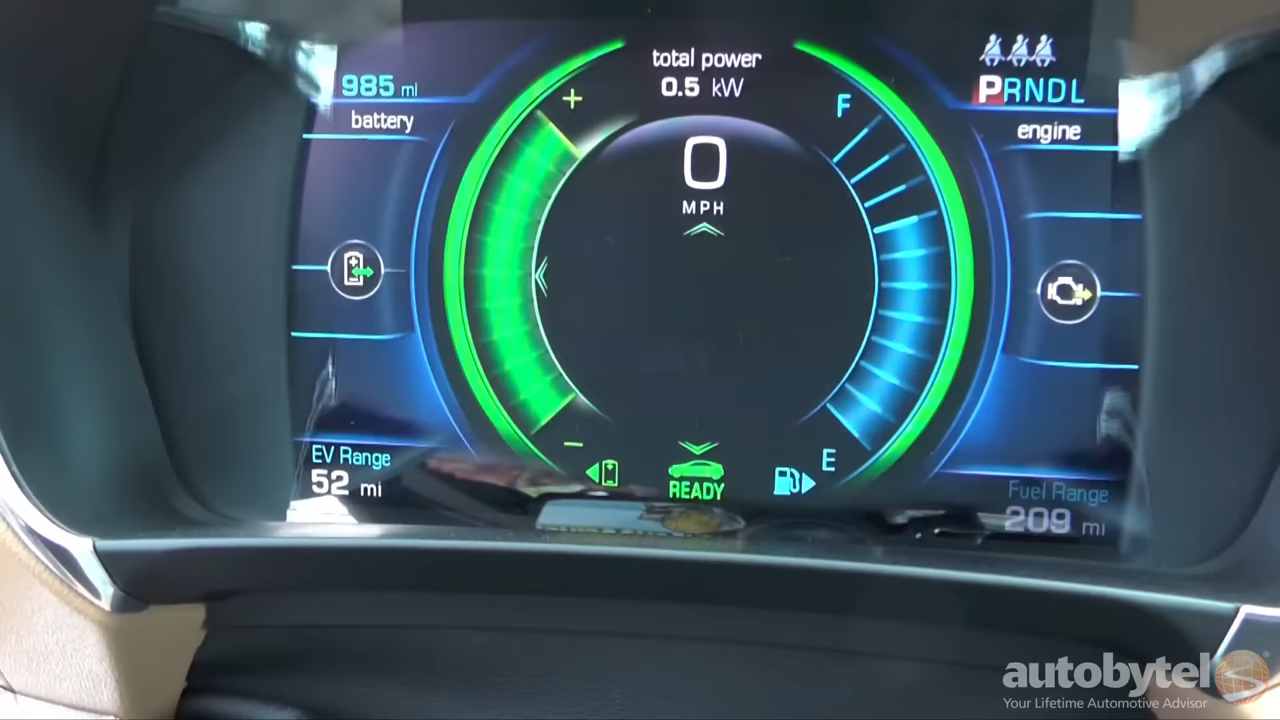 985 mi
battery
total power
0.5 kW
+
F
PRNDL
engine
0
MPH
−
E
READY
EV Range
52 mi
Fuel Range
209 mi
autobytel
Your Lifetime Automotive Advisor